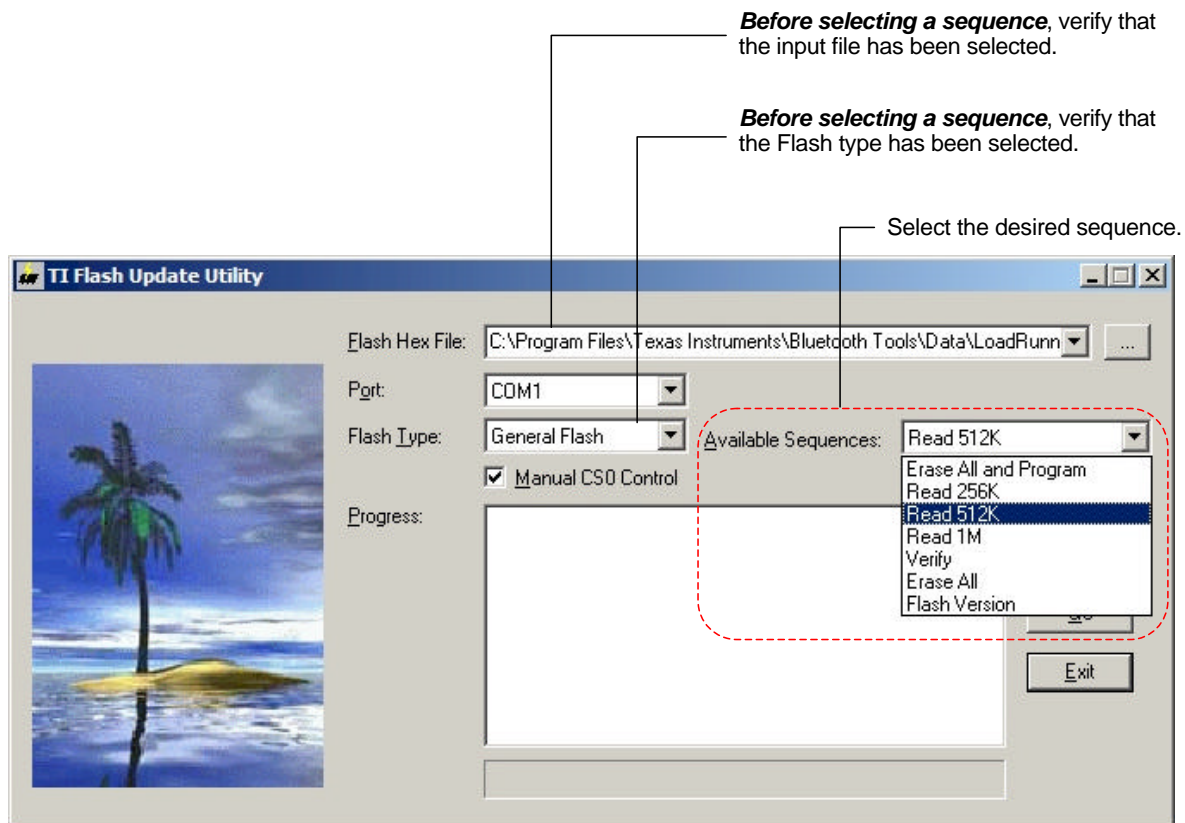 Before selecting a sequence, verify that
the input file has been selected.
Before selecting a sequence, verify that
the Flash type has been selected.
Select the desired sequence.
TI Flash Update Utility
Flash Hex File:
C:\Program Files\Texas Instruments\Bluetooth Tools\Data\LoadRunn
...
Port:
COM1
Flash Type:
General Flash
Available Sequences:
Read 512K
Manual CS0 Control
Erase All and Program
Read 256K
Read 512K
Read 1M
Verify
Erase All
Flash Version
Progress:
Exit